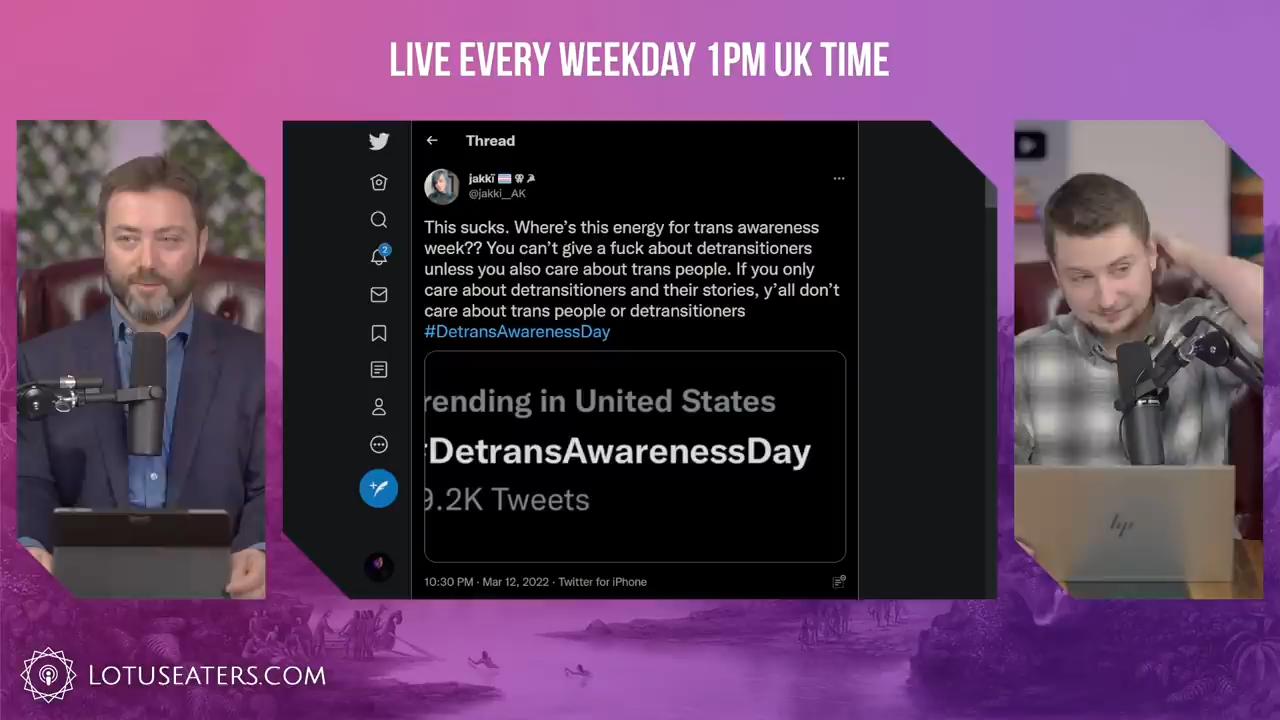 LIVE EVERY WEEKDAY 1PM UK TIME
Thread
jakkï
@jakki__AK
This sucks. Where's this energy for trans awareness
week?? You can't give a fuck about detransitioners
unless you also care about trans people. If you only
care about detransitioners and their stories, y'all don't
care about trans people or detransitioners
#DetransAwarenessDay
rending in United States
#DetransAwarenessDay
9.2K Tweets
10:30 PM · Mar 12, 2022 · Twitter for iPhone
2
hp
LOTUSEATERS.COM